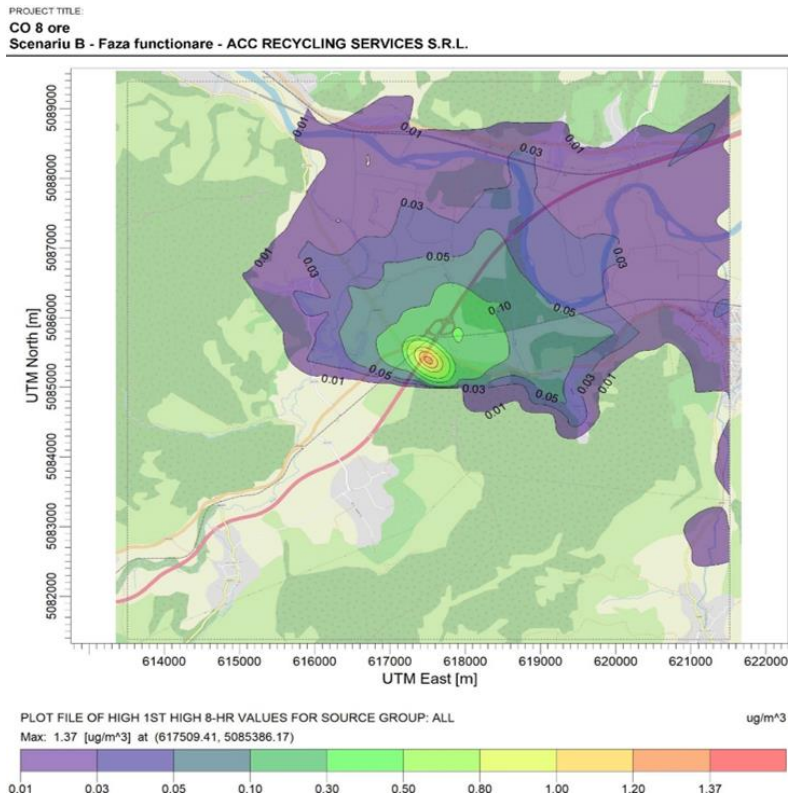 PROJECT TITLE:
CO 8 ore
Scenariu B - Faza functionare - ACC RECYCLING SERVICES S.R.L.
UTM North [m]
5089000
5088000
5087000
5086000
5085000
5084000
5083000
5082000
0.01
0.01
0.01
0.03
0.03
0.05
0.03
0.03
0.01
0.10
0.05
0.01
0.05
0.03
0.01
0.05
0.03
0.01
614000 615000 616000 617000 618000 619000 620000 621000 622000
UTM East [m]
PLOT FILE OF HIGH 1ST HIGH 8-HR VALUES FOR SOURCE GROUP: ALL
ug/m^3
Max: 1.37 [ug/m^3] at (617509.41, 5085386.17)
0.01 0.03 0.05 0.10 0.30 0.50 0.80 1.00 1.20 1.37